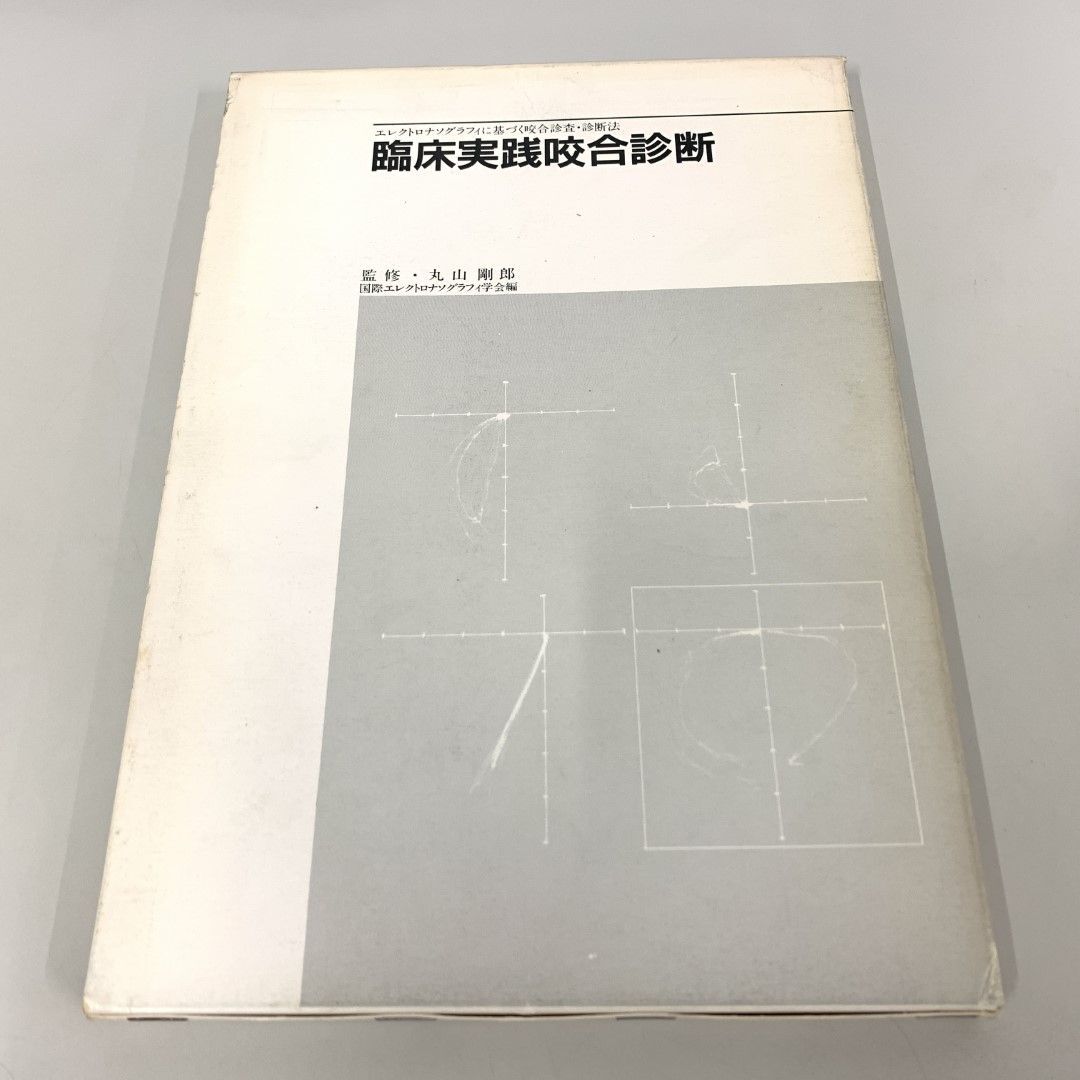 エレクトロナソグラフィに基づく咬合診査・診断法
臨床実践咬合診断
監修・丸山剛郎
国際エレクトロナソグラフィ学会編